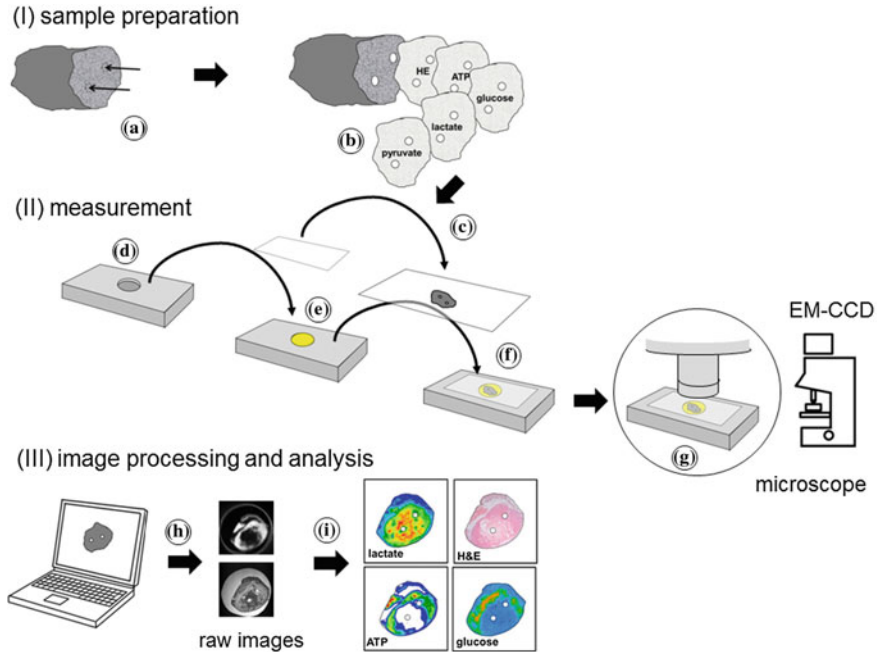 (I) sample preparation
(a)
(b)
HE
ATP
glucose
lactate
pyruvate
(II) measurement
(c)
(d)
(e)
(f)
EM-CCD
(g)
microscope
(III) image processing and analysis
(h)
(i)
raw images
lactate
H&E
ATP
glucose